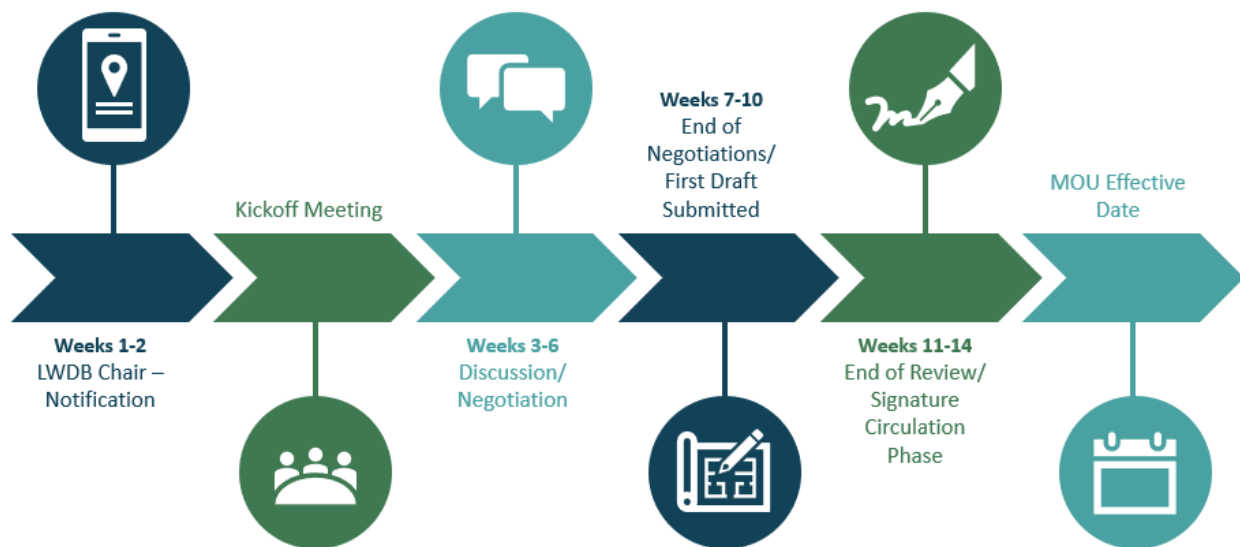 Weeks 1-2
LWDB Chair –
Notification
Kickoff Meeting
Weeks 3-6
Discussion/
Negotiation
Weeks 7-10
End of
Negotiations/
First Draft
Submitted
Weeks 11-14
End of Review/
Signature
Circulation
Phase
MOU Effective
Date